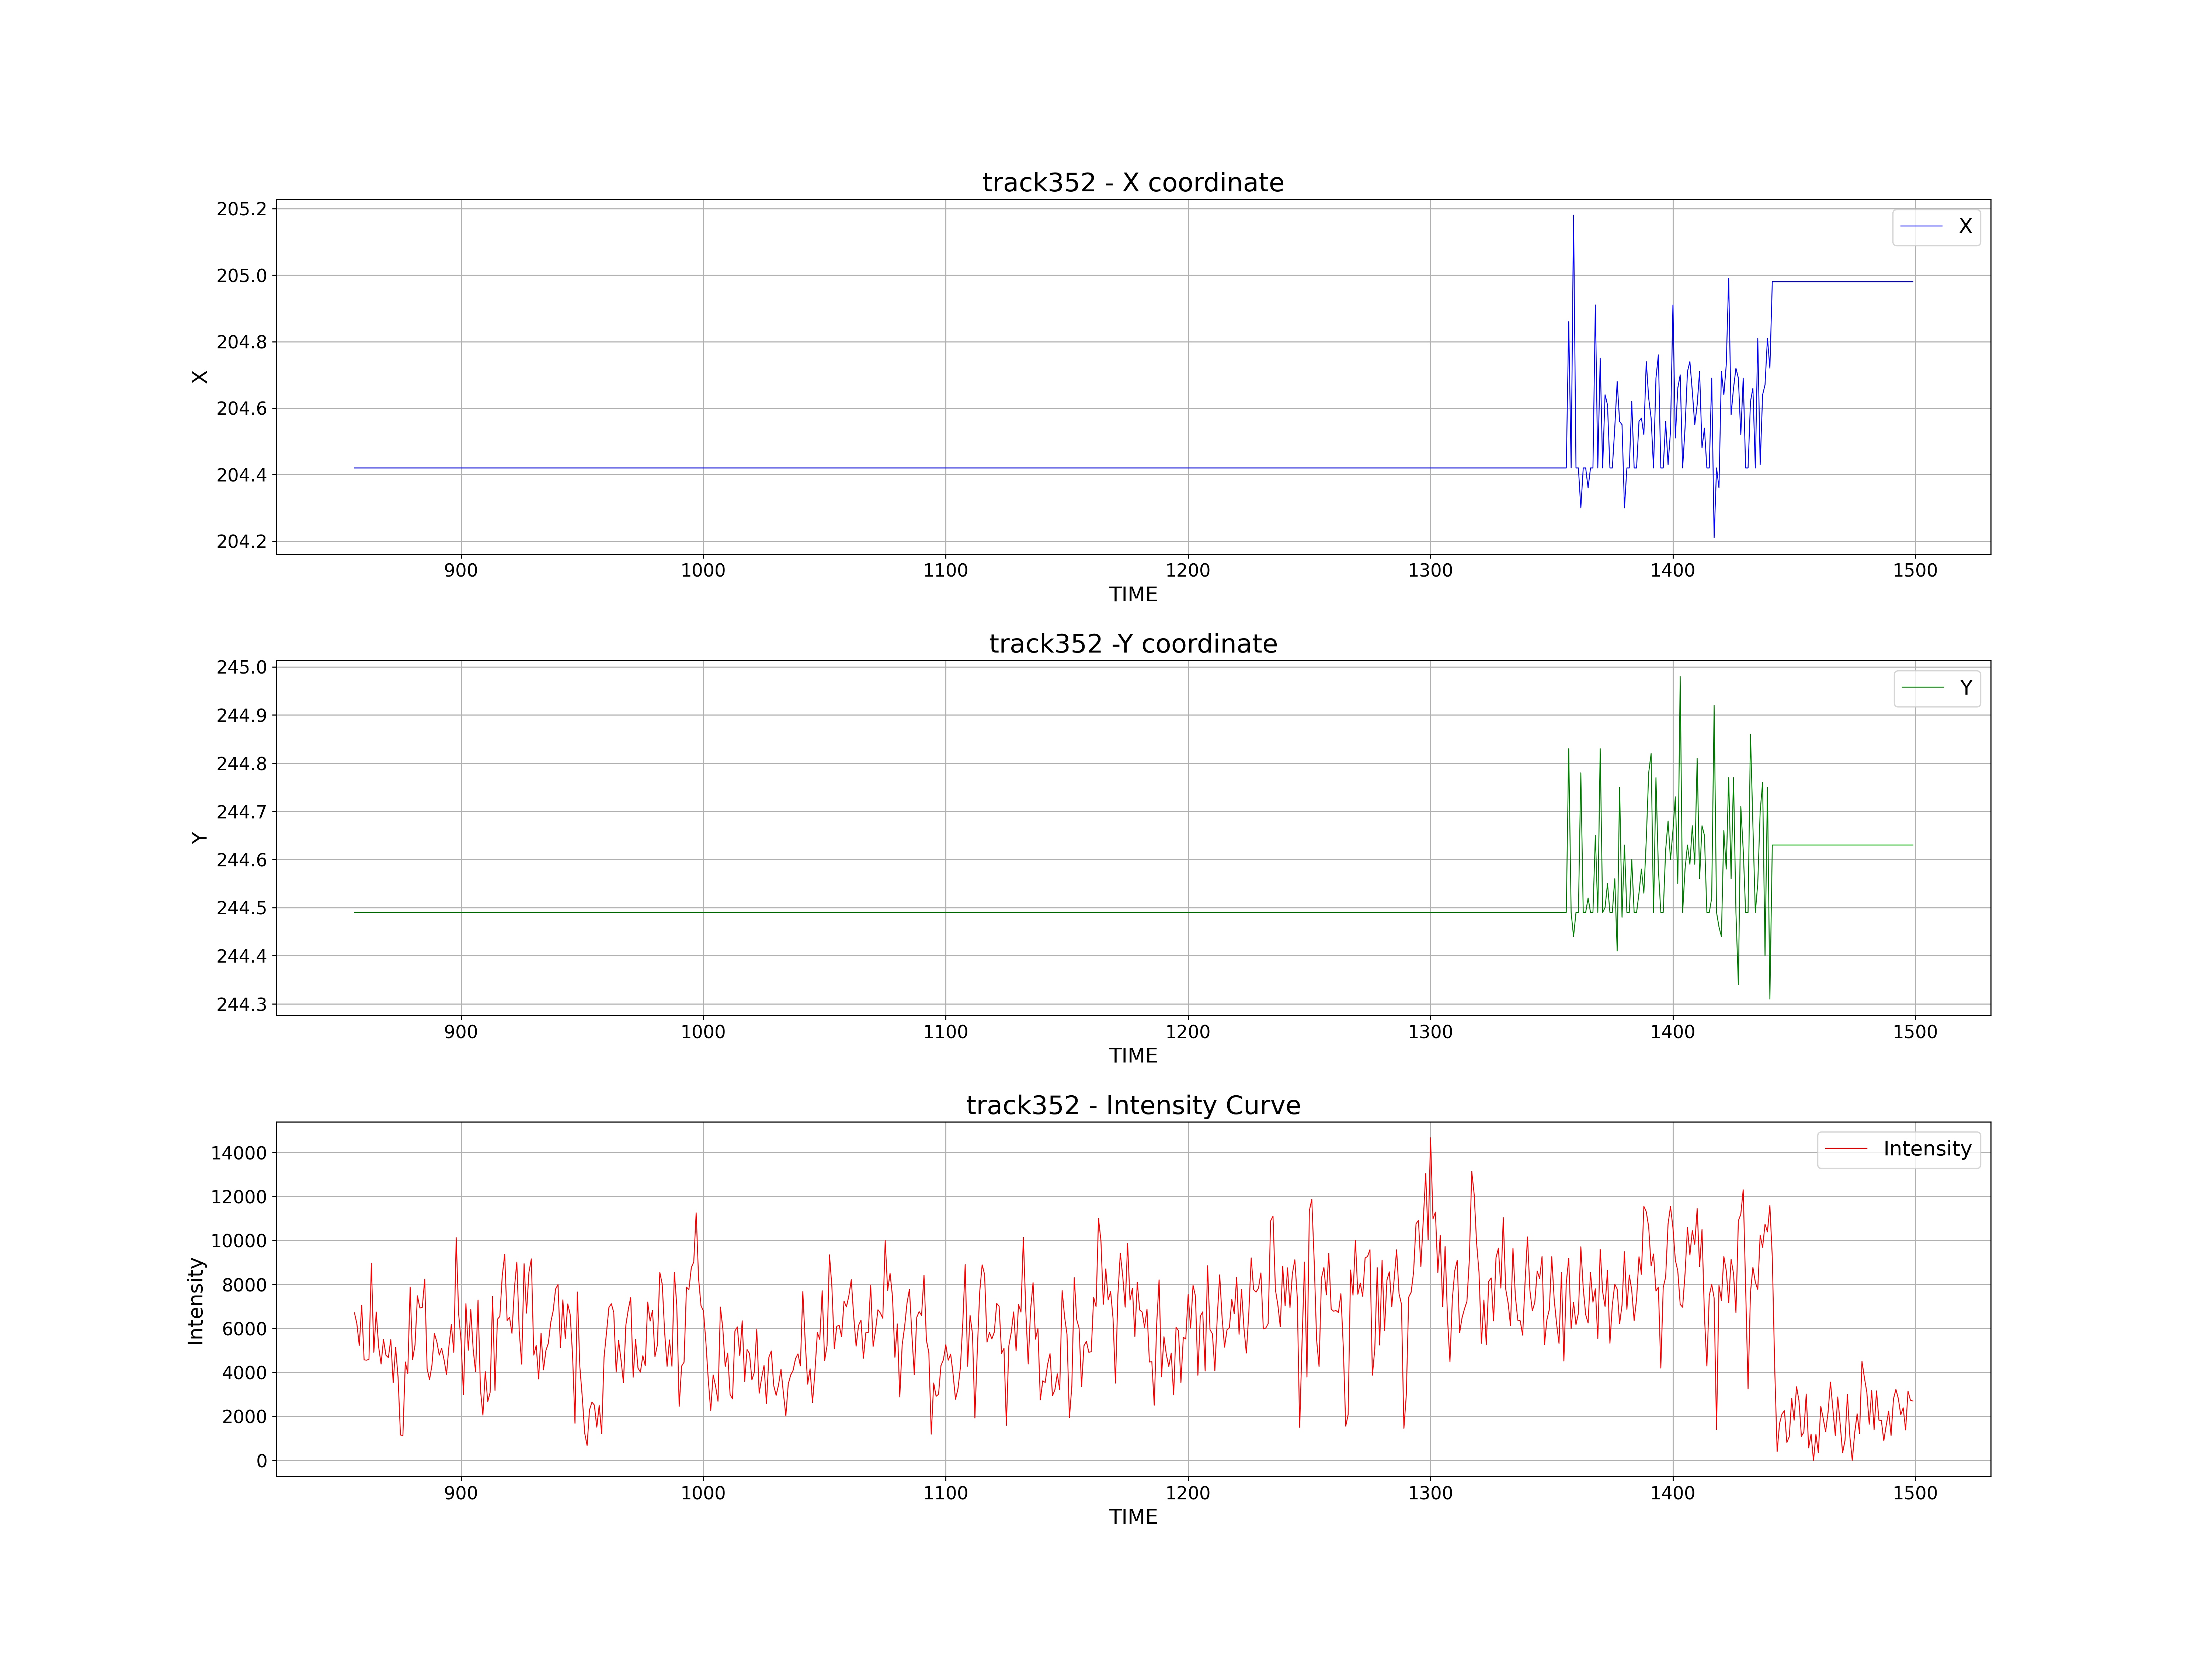 track352 - X coordinate
205.2
205.0
204.8
204.6
204.4
204.2
X
X
900 1000 1100 1200 1300 1400 1500
TIME
track352 -Y coordinate
245.0
244.9
244.8
244.7
244.6
244.5
244.4
244.3
Y
Y
900 1000 1100 1200 1300 1400 1500
TIME
track352 - Intensity Curve
14000
12000
10000
8000
6000
4000
2000
0
Intensity
Intensity
900 1000 1100 1200 1300 1400 1500
TIME